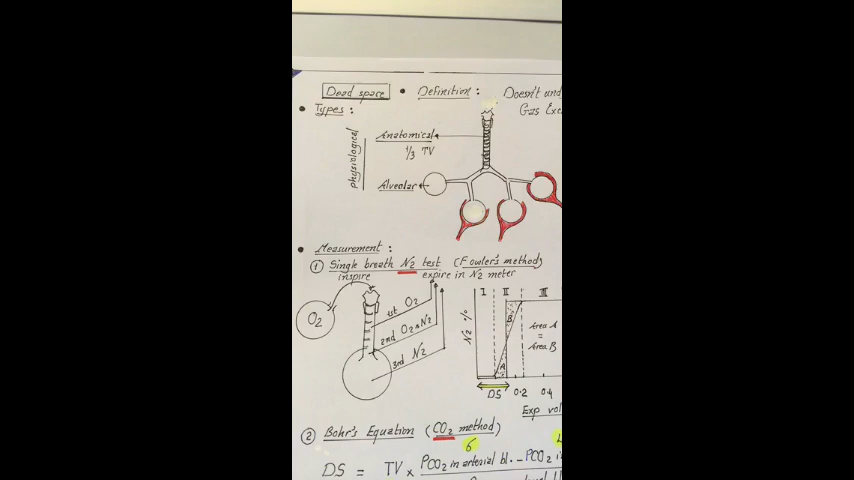 Dead space • Definition : Doesn't und
• Types : Gas Exc
physiological
Anatomical
1/3 TV
Alveolar
• Measurement :
① Single breath N2 test (Fowler's method)
inspire expire in N2 meter
O2
1st O2
2nd O2 & N2
3rd N2
N2 %
I II III
B
A
Area A
=
Area B
DS 0.2 0.4
Exp vol
② Bohr's Equation (CO2 method)
6
DS = TV × PCO2 in arterial bl. - PCO2 i